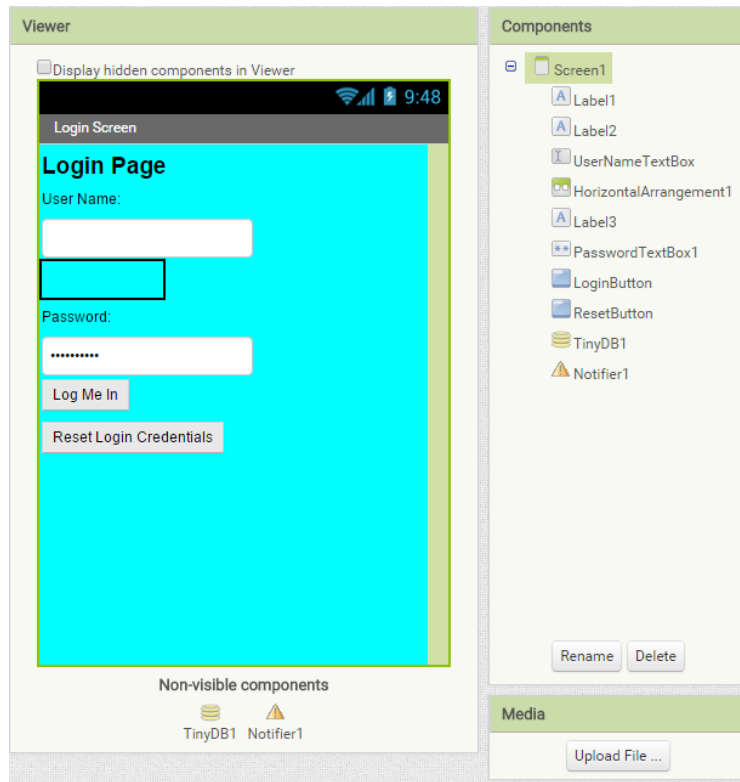 Viewer
Display hidden components in Viewer
9:48
Login Screen
Login Page
User Name:
Password:
••••••••••
Log Me In
Reset Login Credentials
Non-visible components
TinyDB1 Notifier1
Components
Screen1
Label1
Label2
UserNameTextBox
HorizontalArrangement1
Label3
PasswordTextBox1
LoginButton
ResetButton
TinyDB1
Notifier1
Rename Delete
Media
Upload File ...